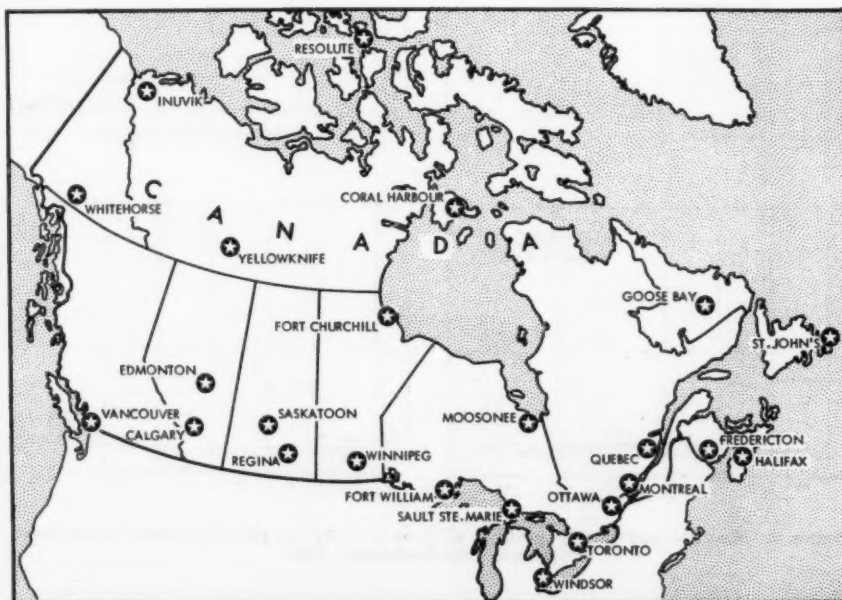 RESOLUTE
INUVIK
WHITEHORSE
CORAL HARBOUR
C A N A D A
YELLOWKNIFE
GOOSE BAY
FORT CHURCHILL
ST. JOHN'S
EDMONTON
VANCOUVER
CALGARY
SASKATOON
REGINA
WINNIPEG
MOOSONEE
FREDERICTON
QUEBEC
HALIFAX
FORT WILLIAM
MONTREAL
OTTAWA
SAULT STE. MARIE
TORONTO
WINDSOR